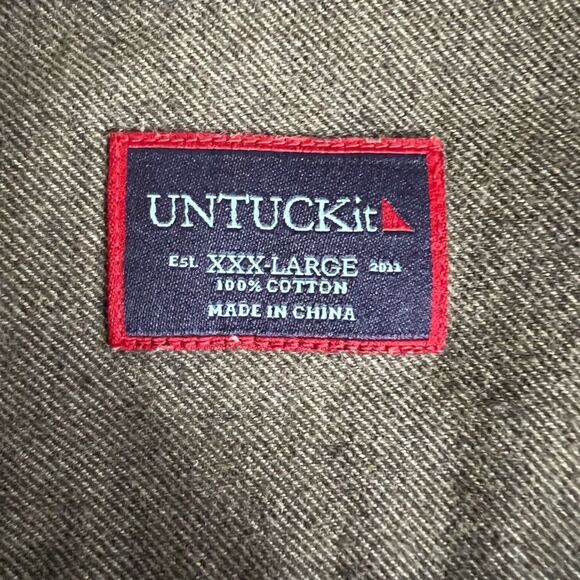 UNTUCKit
EST. XXX-LARGE 2011
100% COTTON
MADE IN CHINA